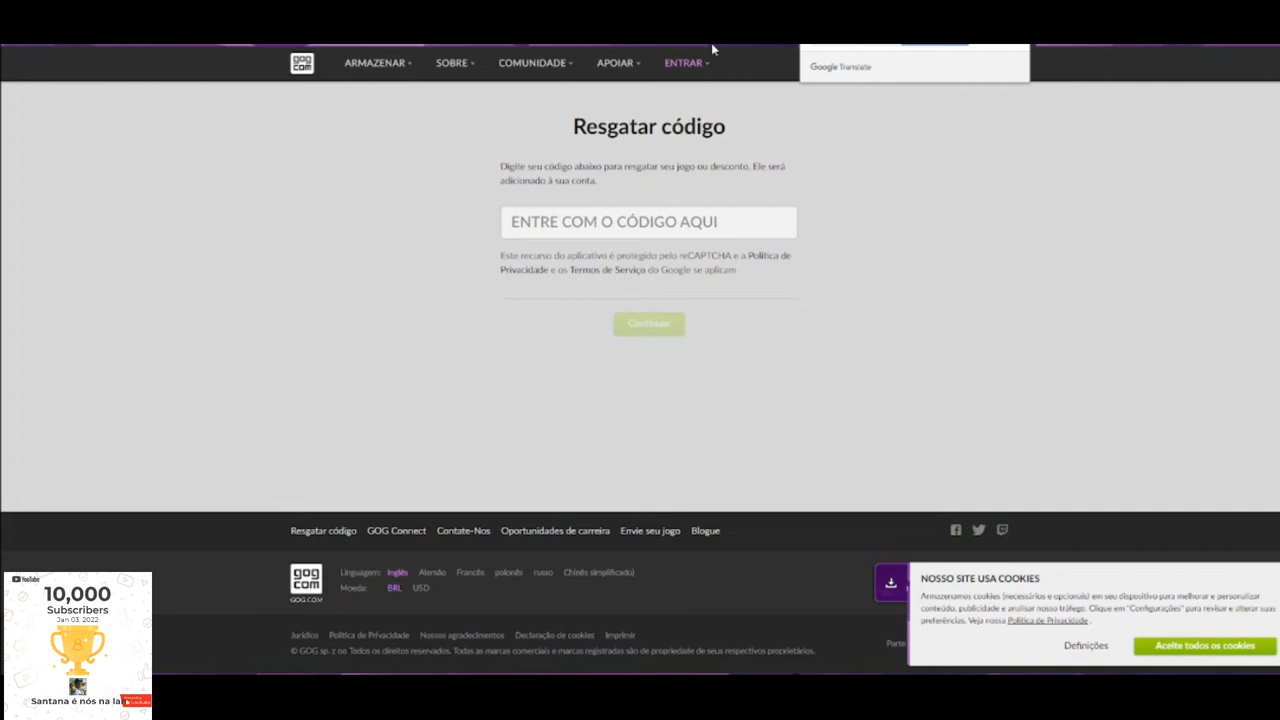 gog com
ARMAZENAR
SOBRE
COMUNIDADE
APOIAR
ENTRAR
Google Translate
Resgatar código
Digite seu código abaixo para resgatar seu jogo ou desconto. Ele será
adicionado à sua conta.
ENTRE COM O CÓDIGO AQUI
Este recurso do aplicativo é protegido pelo reCAPTCHA e a Política de
Privacidade e os Termos de Serviço do Google se aplicam
Continuar
Resgatar código
GOG Connect
Contate-Nos
Oportunidades de carreira
Envie seu jogo
Blogue
gog com
GOG.COM
Linguagem: Inglês Alemão Francês polonês russo Chinês simplificado)
Moeda: BRL USD
Jurídico
Política de Privacidade
Nossos agradecimentos
Declaração de cookies
Imprimir
© GOG sp. z oo Todos os direitos reservados. Todas as marcas comerciais e marcas registradas são de propriedade de seus respectivos proprietários.
Parte
NOSSO SITE USA COOKIES
Armazenamos cookies (necessários e opcionais) em seu dispositivo para melhorar e personalizar
conteúdo, publicidade e analisar nosso tráfego. Clique em "Configurações" para revisar e alterar suas
preferências. Veja nossa Política de Privacidade .
Definições
Aceite todos os cookies
YouTube
10,000
Subscribers
Jan 03, 2022
Santana é nós na lan